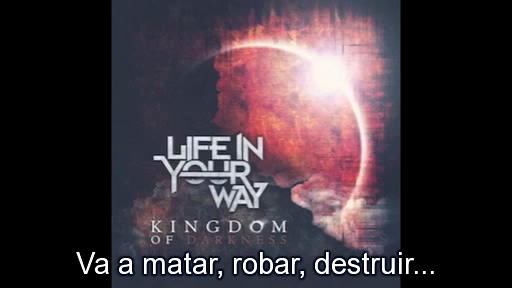 LIFE IN
YOUR
WAY
KINGDOM
OF DARKNESS
Va a matar, robar, destruir...